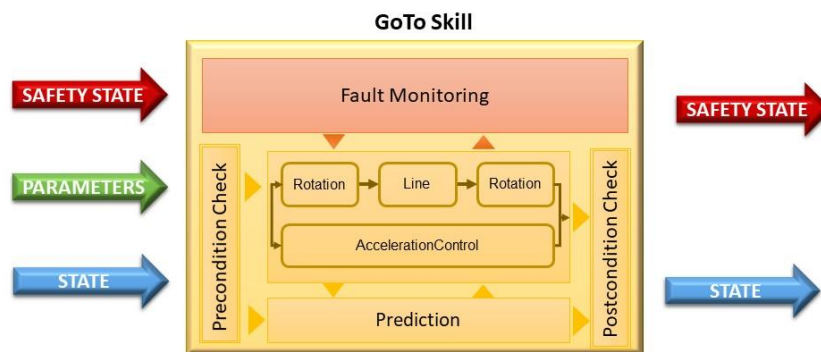 GoTo Skill
SAFETY STATE
Fault Monitoring
SAFETY STATE
PARAMETERS
Precondition Check
Rotation
Line
Rotation
AccelerationControl
Postcondition Check
STATE
Prediction
STATE